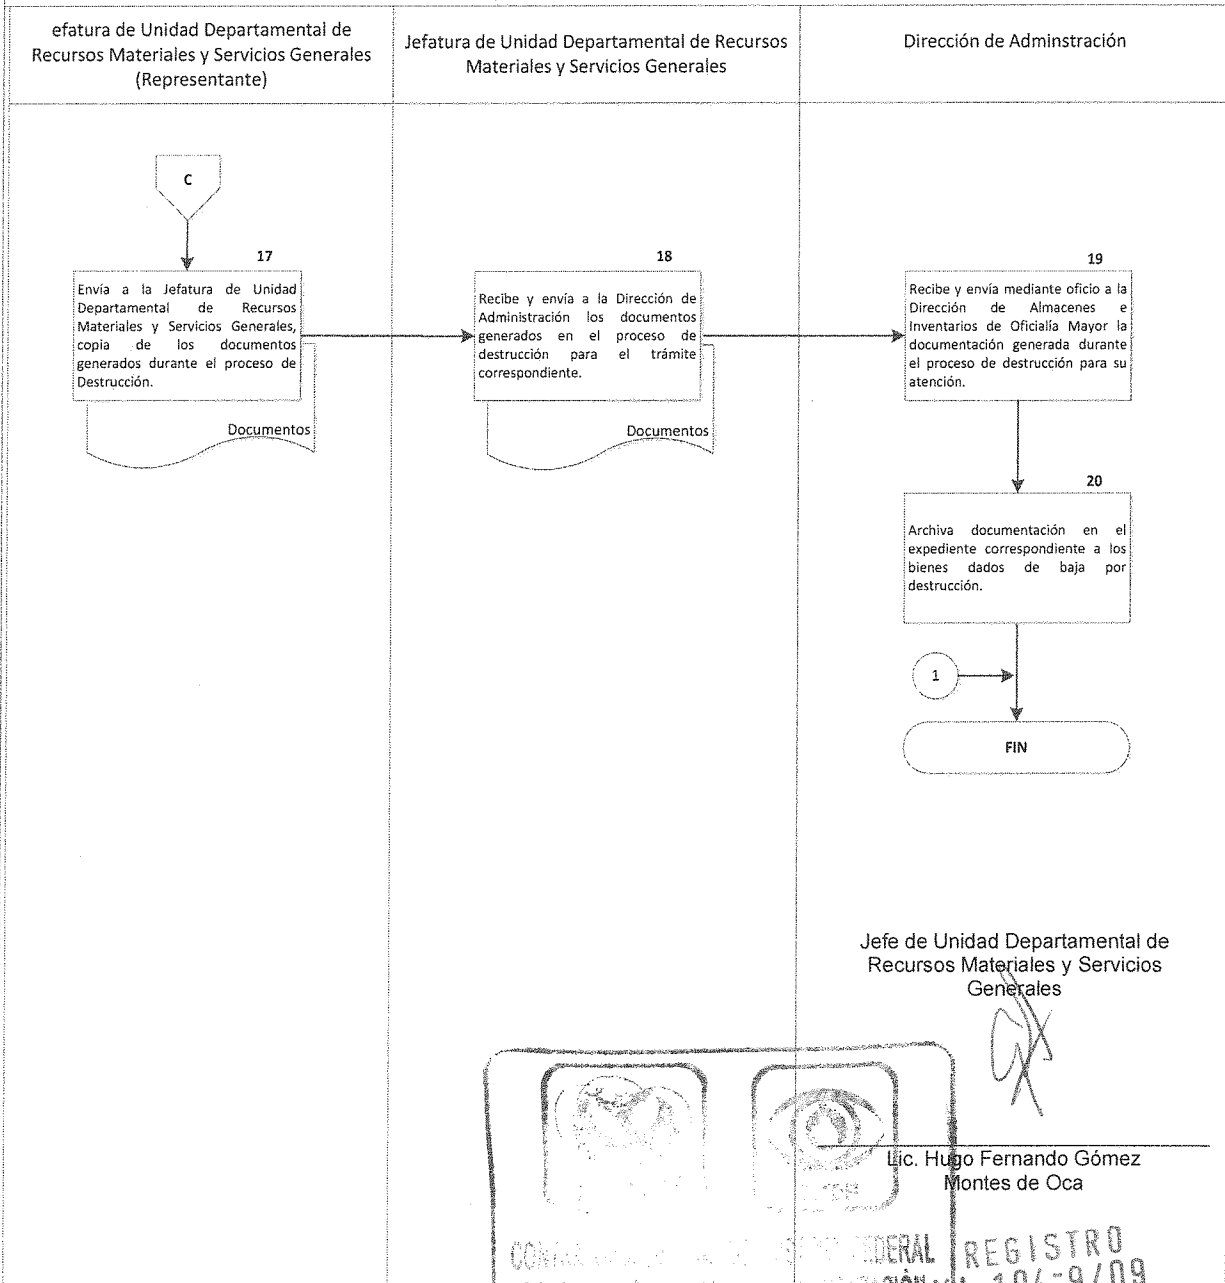 efatura de Unidad Departamental de
Recursos Materiales y Servicios Generales
(Representante)
Jefatura de Unidad Departamental de Recursos
Materiales y Servicios Generales
Dirección de Adminstración
C
17
Envía a la Jefatura de Unidad
Departamental de Recursos
Materiales y Servicios Generales,
copia de los documentos
generados durante el proceso de
Destrucción.
Documentos
18
Recibe y envía a la Dirección de
Administración los documentos
generados en el proceso de
destrucción para el trámite
correspondiente.
Documentos
19
Recibe y envía mediante oficio a la
Dirección de Almacenes e
Inventarios de Oficialía Mayor la
documentación generada durante
el proceso de destrucción para su
atención.
20
Archiva documentación en el
expediente correspondiente a los
bienes dados de baja por
destrucción.
1
FIN
Jefe de Unidad Departamental de
Recursos Materiales y Servicios
Generales
Lic. Hugo Fernando Gómez
Montes de Oca
REGISTRO